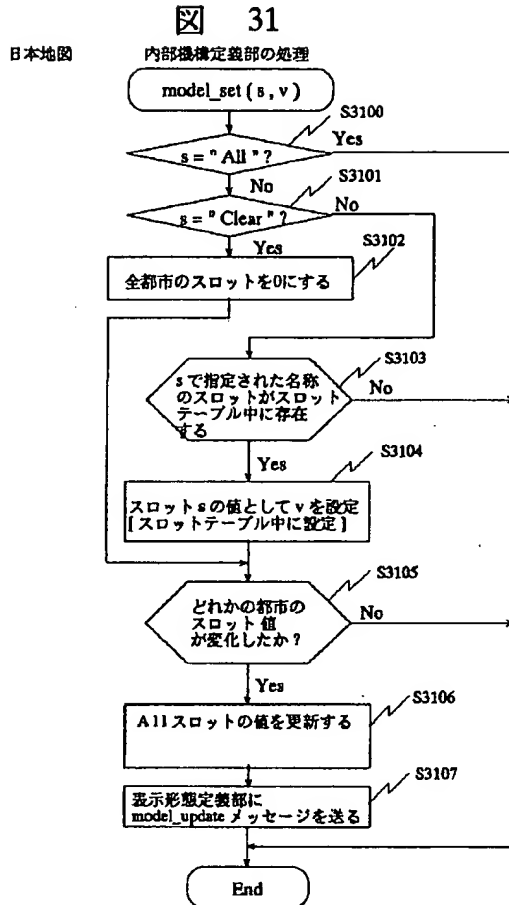 図 31
日本地図 内部機構定義部の処理
model_set ( s , v )
S3100
s = " All " ?
Yes
No
S3101
s = " Clear " ?
No
Yes
S3102
全都市のスロットを0にする
S3103
s で指定された名称
のスロットがスロット
テーブル中に存在
する
No
Yes
S3104
スロット s の値として v を設定
[ スロットテーブル中に設定 ]
S3105
どれかの都市の
スロット 値
が変化したか ?
No
Yes
S3106
All スロットの値を更新する
S3107
表示形態定義部に
model_update メッセージを送る
End